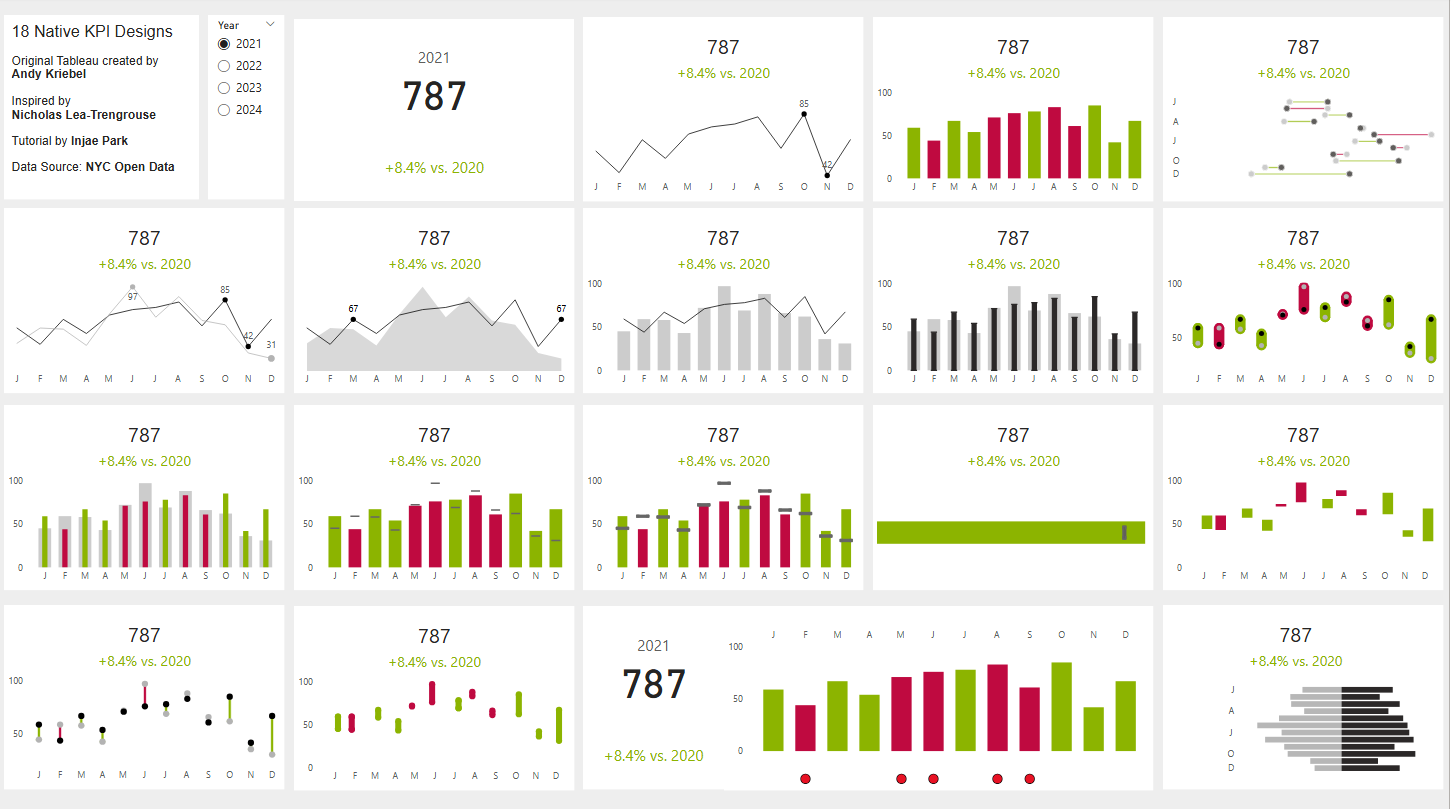 18 Native KPI Designs
Original Tableau created by
Andy Kriebel
Inspired by
Nicholas Lea-Trengrouse
Tutorial by Injae Park
Data Source: NYC Open Data
Year
2021
2022
2023
2024
2021
787
+8.4% vs. 2020
787
+8.4% vs. 2020
85
42
J F M A M J J A S O N D
787
+8.4% vs. 2020
100
50
0
J F M A M J J A S O N D
787
+8.4% vs. 2020
J
A
J
O
D
787
+8.4% vs. 2020
97
85
42
31
J F M A M J J A S O N D
787
+8.4% vs. 2020
67
67
J F M A M J J A S O N D
787
+8.4% vs. 2020
100
50
0
J F M A M J J A S O N D
787
+8.4% vs. 2020
100
50
0
J F M A M J J A S O N D
787
+8.4% vs. 2020
100
50
J F M A M J J A S O N D
787
+8.4% vs. 2020
100
50
0
J F M A M J J A S O N D
787
+8.4% vs. 2020
100
50
0
J F M A M J J A S O N D
787
+8.4% vs. 2020
100
50
0
J F M A M J J A S O N D
787
+8.4% vs. 2020
787
+8.4% vs. 2020
100
50
0
J F M A M J J A S O N D
787
+8.4% vs. 2020
100
50
J F M A M J J A S O N D
787
+8.4% vs. 2020
100
50
0
J F M A M J J A S O N D
2021
787
+8.4% vs. 2020
J F M A M J J A S O N D
100
50
0
787
+8.4% vs. 2020
J
A
J
O
D